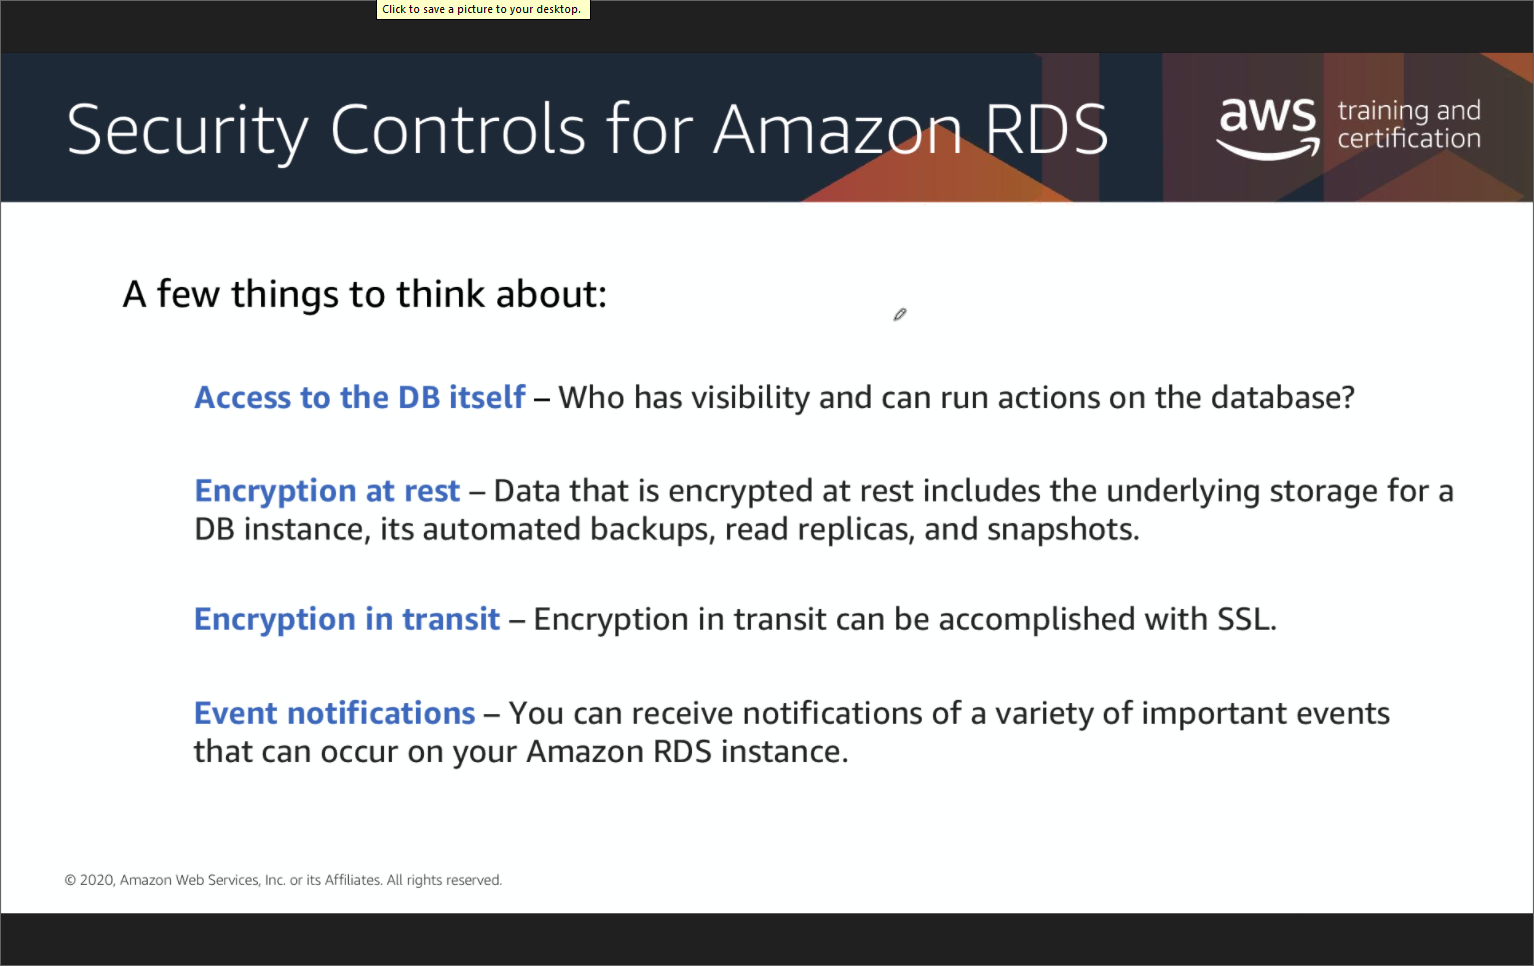 Click to save a picture to your desktop.
Security Controls for Amazon RDS
aws
training and
certification
A few things to think about:
Access to the DB itself – Who has visibility and can run actions on the database?
Encryption at rest – Data that is encrypted at rest includes the underlying storage for a
DB instance, its automated backups, read replicas, and snapshots.
Encryption in transit – Encryption in transit can be accomplished with SSL.
Event notifications – You can receive notifications of a variety of important events
that can occur on your Amazon RDS instance.
© 2020, Amazon Web Services, Inc. or its Affiliates. All rights reserved.